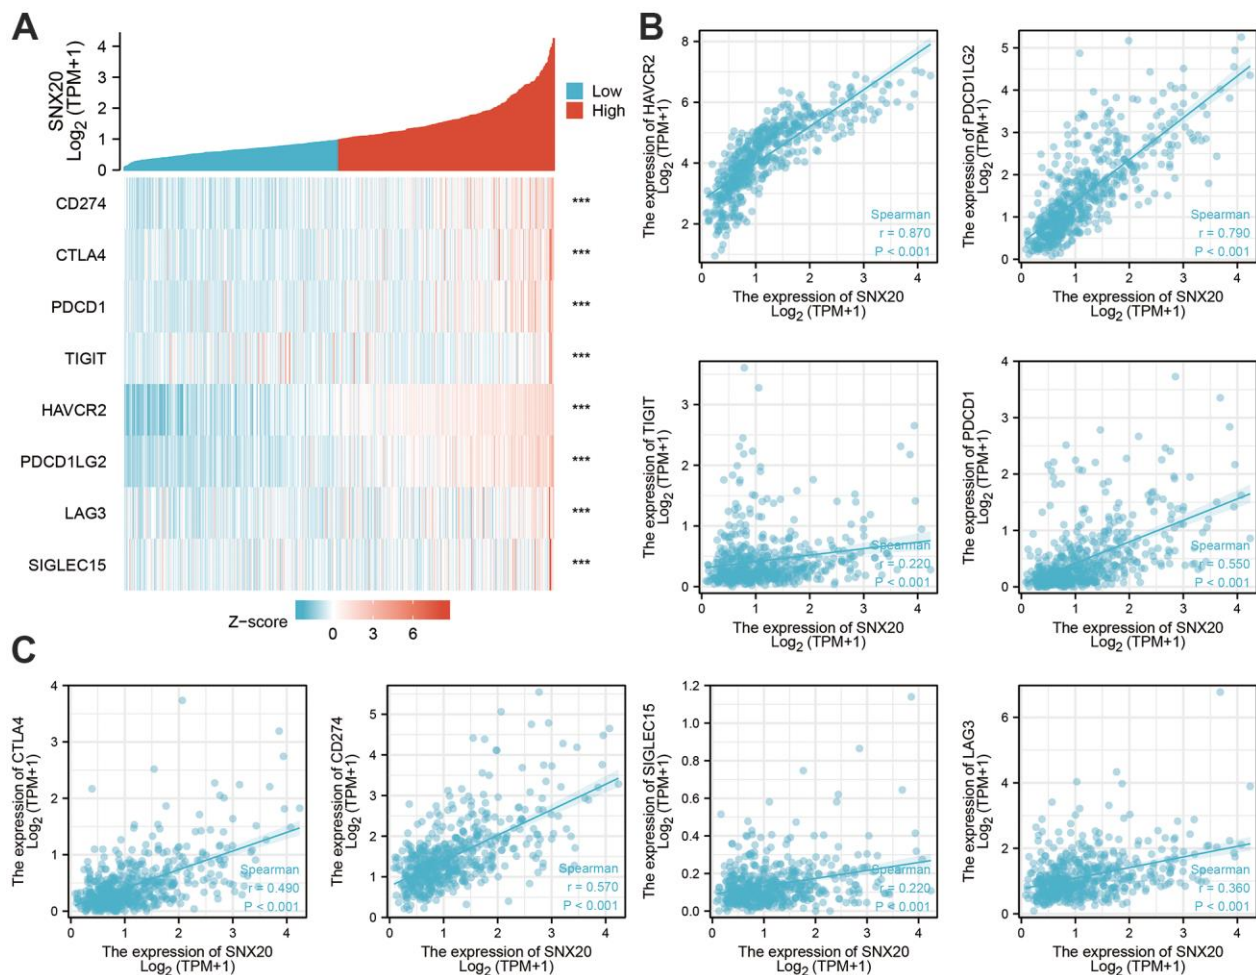 A
SNX20
Log2 (TPM+1)
4
3
2
1
0
Low
High
CD274
***
CTLA4
***
PDCD1
***
TIGIT
***
HAVCR2
***
PDCD1LG2
***
LAG3
***
SIGLEC15
***
Z−score
0
3
6
B
The expression of HAVCR2
Log2 (TPM+1)
8
6
4
2
Spearman
r = 0.870
P < 0.001
0 1 2 3 4
The expression of SNX20
Log2 (TPM+1)
The expression of PDCD1LG2
Log2 (TPM+1)
5
4
3
2
1
0
Spearman
r = 0.790
P < 0.001
0 1 2 3 4
The expression of SNX20
Log2 (TPM+1)
The expression of TIGIT
Log2 (TPM+1)
3
2
1
0
Spearman
r = 0.220
P < 0.001
0 1 2 3 4
The expression of SNX20
Log2 (TPM+1)
The expression of PDCD1
Log2 (TPM+1)
4
3
2
1
0
Spearman
r = 0.550
P < 0.001
0 1 2 3 4
The expression of SNX20
Log2 (TPM+1)
C
The expression of CTLA4
Log2 (TPM+1)
4
3
2
1
0
Spearman
r = 0.490
P < 0.001
0 1 2 3 4
The expression of SNX20
Log2 (TPM+1)
The expression of CD274
Log2 (TPM+1)
5
4
3
2
1
0
Spearman
r = 0.570
P < 0.001
0 1 2 3 4
The expression of SNX20
Log2 (TPM+1)
The expression of SIGLEC15
Log2 (TPM+1)
1.2
1.0
0.8
0.6
0.4
0.2
0.0
Spearman
r = 0.220
P < 0.001
0 1 2 3 4
The expression of SNX20
Log2 (TPM+1)
The expression of LAG3
Log2 (TPM+1)
6
4
2
0
Spearman
r = 0.360
P < 0.001
0 1 2 3 4
The expression of SNX20
Log2 (TPM+1)